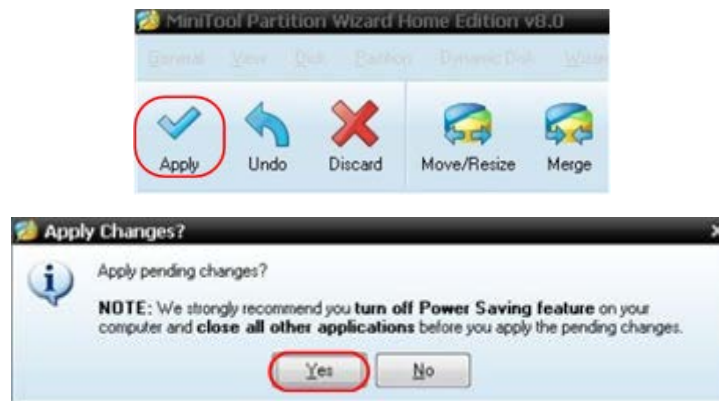 MiniTool Partition Wizard Home Edition v8.0
General View Disk Partition Dynamic Disk
Apply Undo Discard Move/Resize Merge
Apply Changes?
Apply pending changes?
NOTE: We strongly recommend you turn off Power Saving feature on your
computer and close all other applications before you apply the pending changes.
Yes No